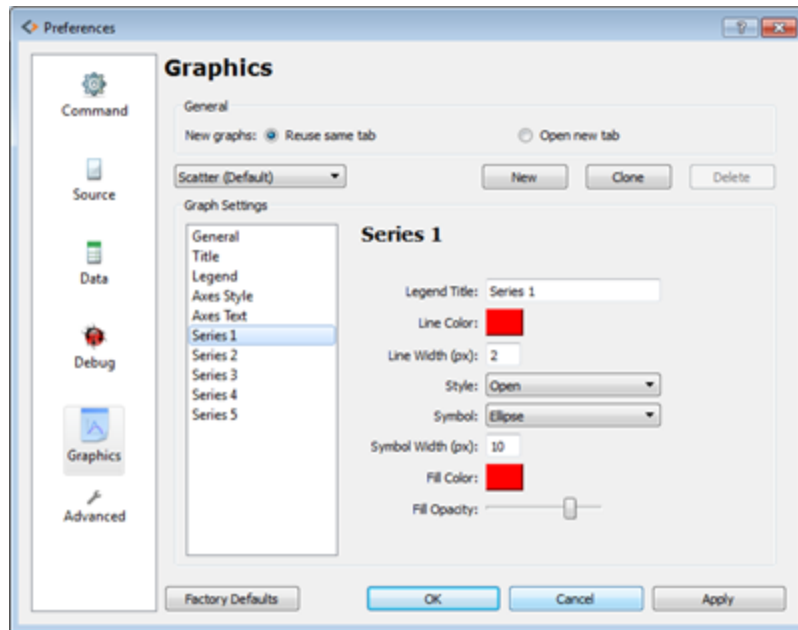 Preferences
Command
Source
Data
Debug
Graphics
Advanced
Graphics
General
New graphs: Reuse same tab Open new tab
Scatter (Default) New Clone Delete
Graph Settings
General
Title
Legend
Axes Style
Axes Text
Series 1
Series 2
Series 3
Series 4
Series 5
Series 1
Legend Title: Series 1
Line Color:
Line Width (px): 2
Style: Open
Symbol: Ellipse
Symbol Width (px): 10
Fill Color:
Fill Opacity:
Factory Defaults OK Cancel Apply